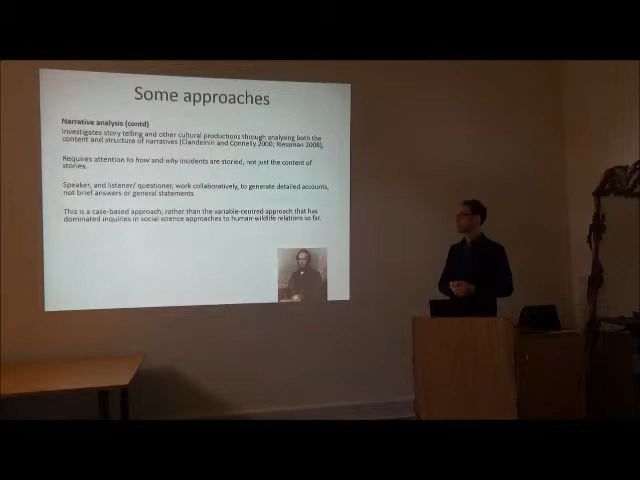 Some approaches
Narrative analysis (contd)
Investigates story telling and other cultural productions through analysing both the
content and structure of narratives (Clandeinin and Connelly 2000; Riessman 2008),
Requires attention to how and why incidents are storied, not just the content of
stories.
Speaker, and listener/ questioner, work collaboratively, to generate detailed accounts,
not brief answers or general statements
This is a case-based approach, rather than the variable-centred approach that has
dominated inquiries in social science approaches to human-wildlife relations so far.